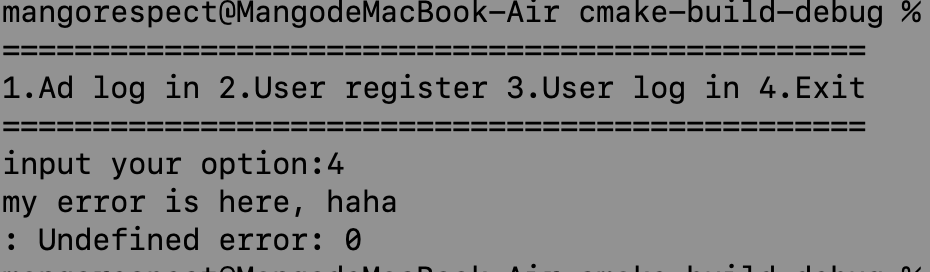 mangorespect@MangodeMacBook-Air cmake-build-debug %
================================================
1.Ad log in 2.User register 3.User log in 4.Exit
================================================
input your option:4
my error is here, haha
: Undefined error: 0
mangorespect@MangodeMacBook-Air cmake-build-debug %